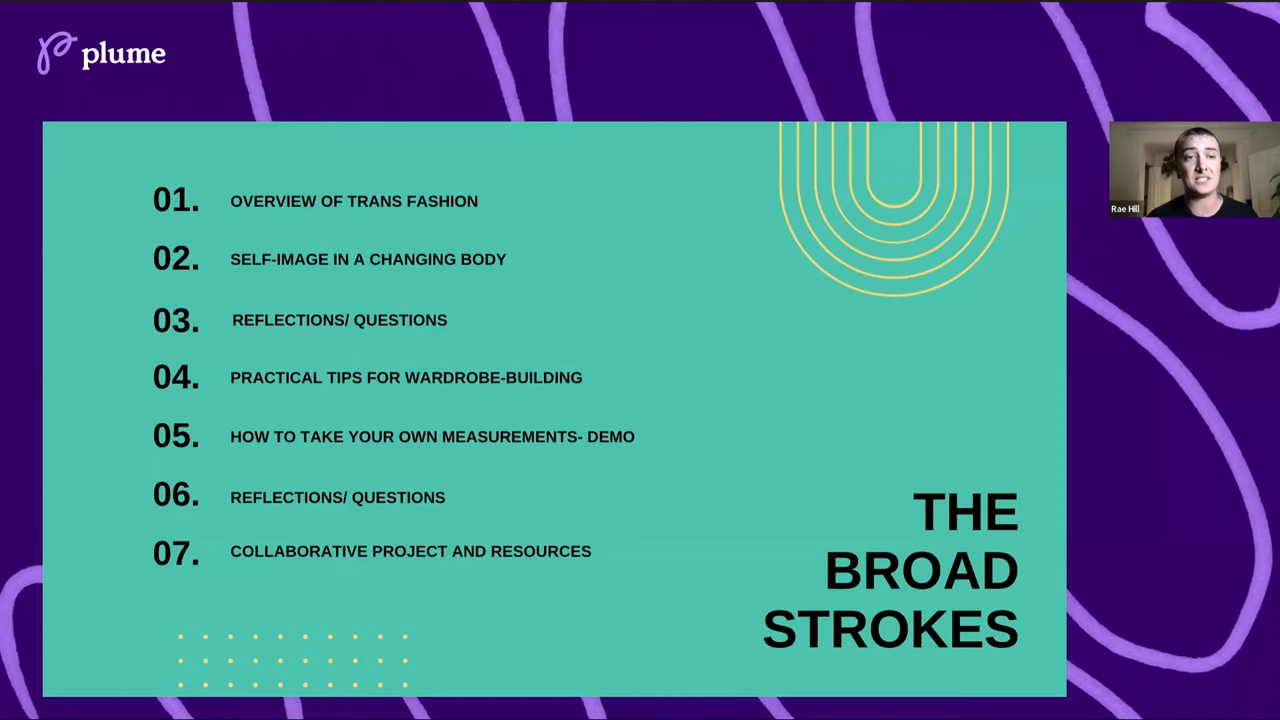 plume
01. OVERVIEW OF TRANS FASHION
02. SELF-IMAGE IN A CHANGING BODY
03. REFLECTIONS/ QUESTIONS
04. PRACTICAL TIPS FOR WARDROBE-BUILDING
05. HOW TO TAKE YOUR OWN MEASUREMENTS- DEMO
06. REFLECTIONS/ QUESTIONS
07. COLLABORATIVE PROJECT AND RESOURCES
THE
BROAD
STROKES
Rae Hill